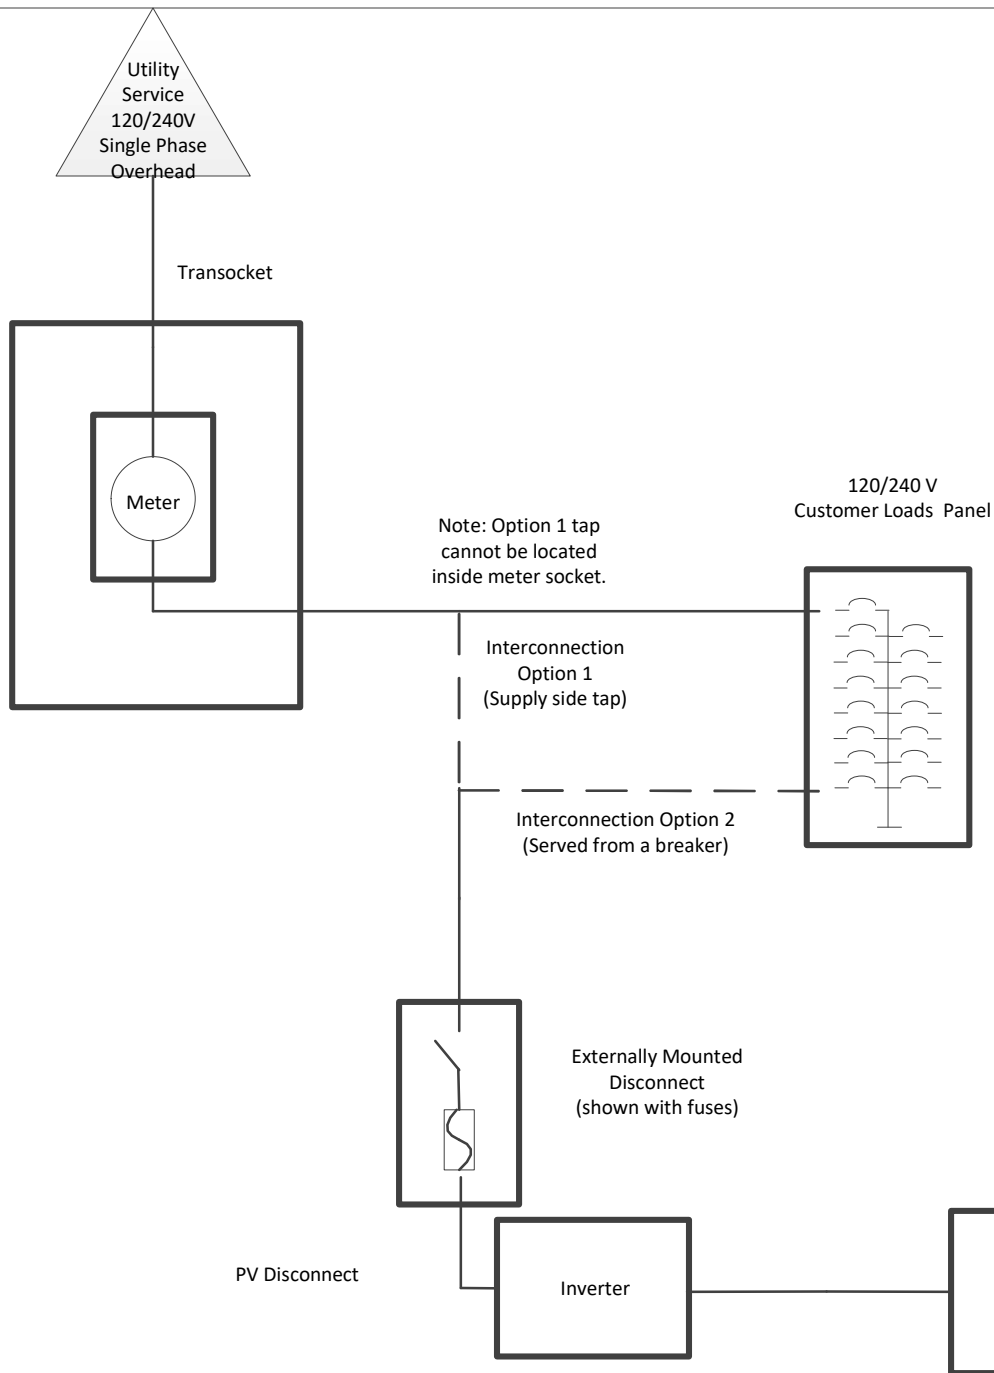 Utility
Service
120/240V
Single Phase
Overhead
Transocket
Meter
Note: Option 1 tap
cannot be located
inside meter socket.
120/240 V
Customer Loads Panel
Interconnection
Option 1
(Supply side tap)
Interconnection Option 2
(Served from a breaker)
Externally Mounted
Disconnect
(shown with fuses)
PV Disconnect
Inverter